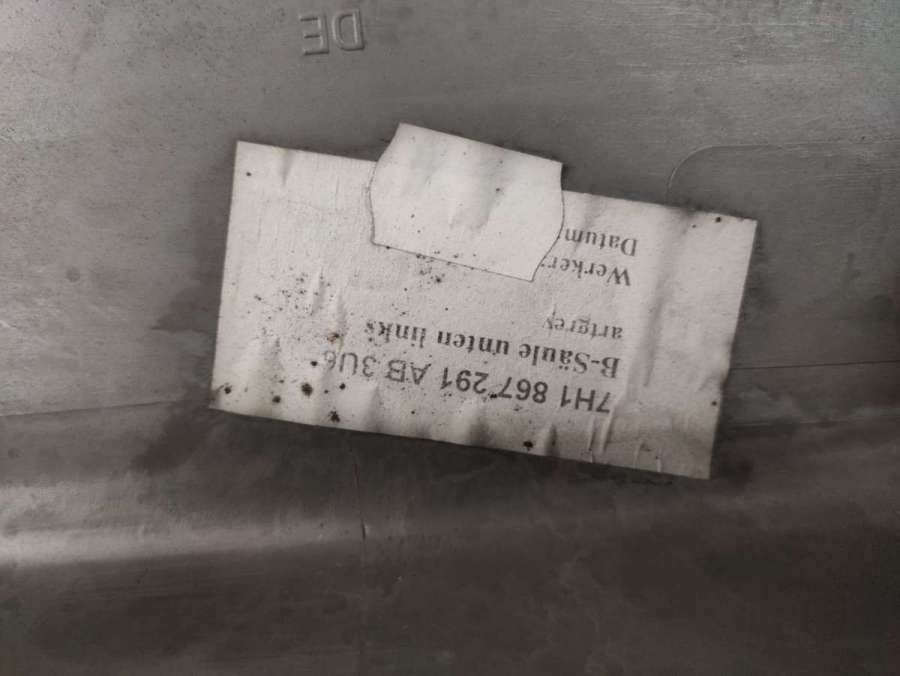 7H1 867 291 AB 3U6
B-Säule unten links
artgrey
Werker:
Datum
DE